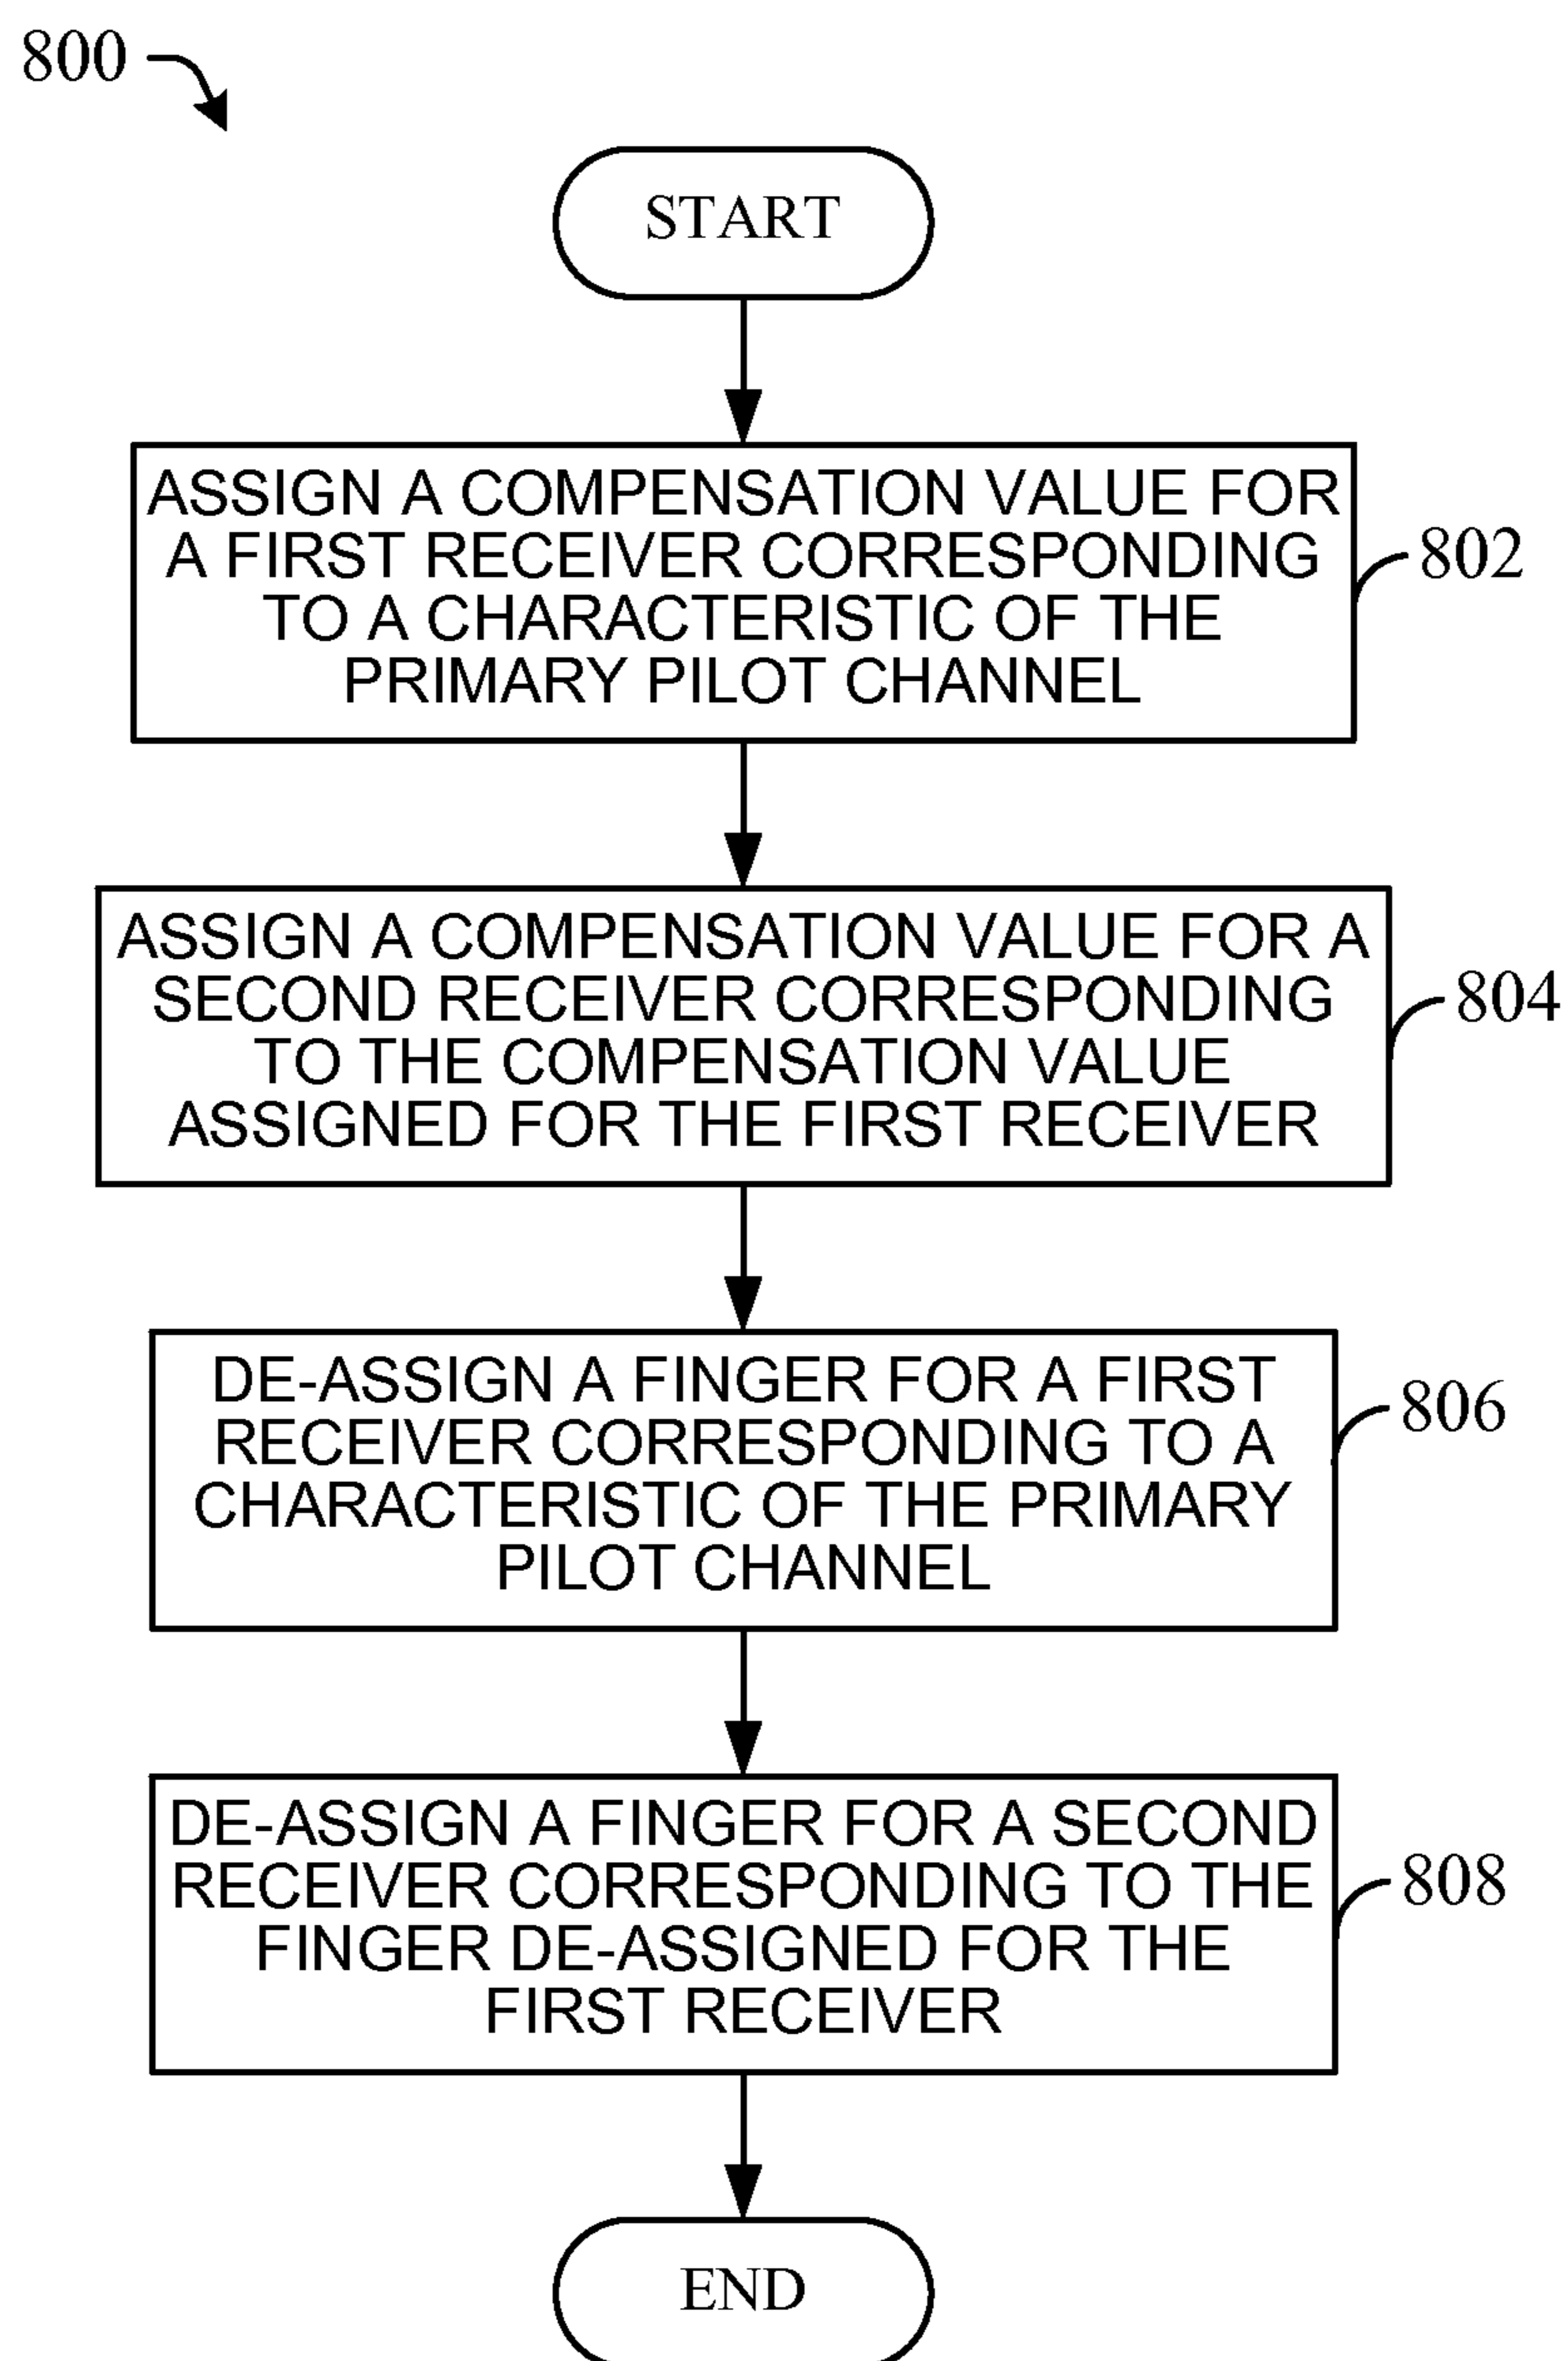 800
START
ASSIGN A COMPENSATION VALUE FOR
A FIRST RECEIVER CORRESPONDING
TO A CHARACTERISTIC OF THE
PRIMARY PILOT CHANNEL
802
ASSIGN A COMPENSATION VALUE FOR A
SECOND RECEIVER CORRESPONDING
TO THE COMPENSATION VALUE
ASSIGNED FOR THE FIRST RECEIVER
804
DE-ASSIGN A FINGER FOR A FIRST
RECEIVER CORRESPONDING TO A
CHARACTERISTIC OF THE PRIMARY
PILOT CHANNEL
806
DE-ASSIGN A FINGER FOR A SECOND
RECEIVER CORRESPONDING TO THE
FINGER DE-ASSIGNED FOR THE
FIRST RECEIVER
808
END